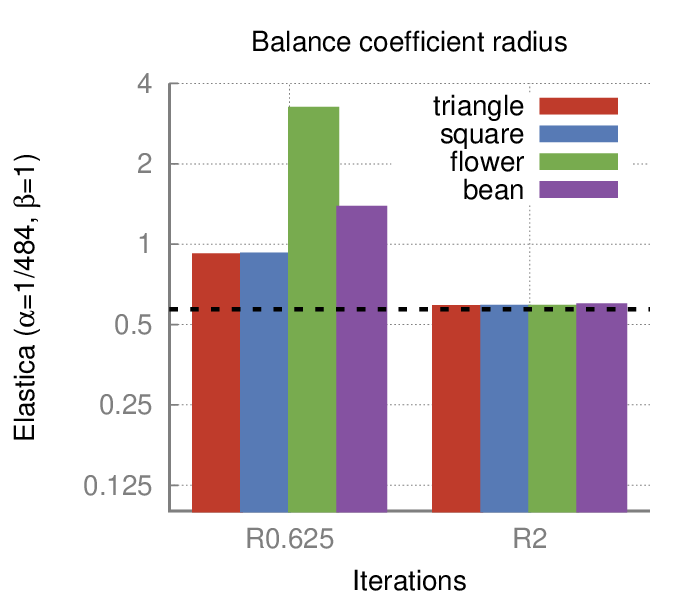 Balance coefficient radius
4
2
1
0.5
0.25
0.125
Elastica (α=1/484, β=1)
triangle
square
flower
bean
R0.625
R2
Iterations